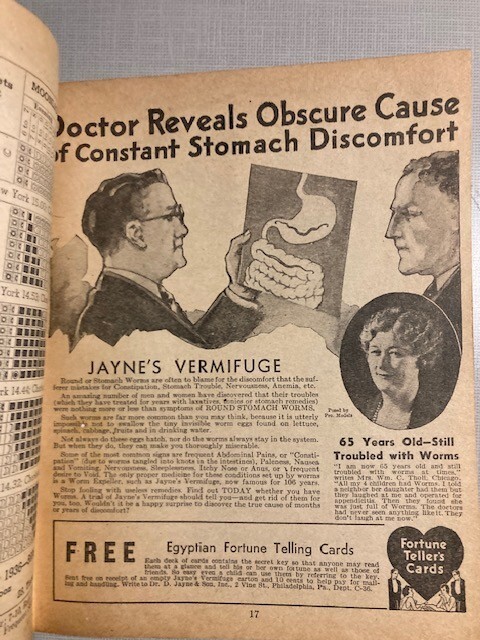 MOON
Doctor Reveals Obscure Cause
of Constant Stomach Discomfort
JAYNE'S VERMIFUGE
Round or Stomach Worms are often to blame for the discomfort that the suf-
ferer mistakes for Constipation, Stomach Trouble, Nervousness, Anemia, etc.
An amazing number of men and women have discovered that their troubles
(which they have treated for years with laxatives, tonics or stomach remedies)
were nothing more or less than symptoms of ROUND STOMACH WORMS.
Such worms are far more common than you may think, because it is utterly
impossible not to swallow the tiny invisible worm eggs found on lettuce,
spinach, cabbage, fruits and in drinking water.
Not always do these eggs hatch, nor do the worms always stay in the system.
But when they do, they can make you thoroughly miserable.
Some of the most common signs are frequent Abdominal Pains, or "Consti-
pation" (due to worms tangled into knots in the intestine), Paleness, Nausea
and Vomiting, Nervousness, Sleeplessness, Itchy Nose or Anus, or a frequent
desire to Void. The only proper medicine for these conditions set up by worms is
a Worm Expeller, such as Jayne's Vermifuge, now famous for 106 years.
Stop fooling with useless remedies. Find out TODAY whether you have
Worms. A trial of Jayne's Vermifuge should tell you—and get rid of them for
you. Wouldn't it be a happy surprise to discover the true cause of months
or years of discomfort?
Posed by
Pro. Models
65 Years Old—Still
Troubled with Worms
"I am now 65 years old and still
troubled with worms at times,"
writes Mrs. Wm. C. Thoft, Chicago.
"All my 4 children had Worms. I told
a neighbor her daughter had them but
they laughed at me and operated for
appendicitis. Then they found she
was just full of Worms. The doctors
had never seen anything like it. They
don't laugh at me now."
FREE
Egyptian Fortune Telling Cards
Each deck of cards contains the secret key so that anyone may read
them at a glance and tell his or her own fortune as well as those of
friends. So easy even a child can use them by referring to the key.
Sent free on receipt of an empty Jayne's Vermifuge carton and 10 cents to help pay for mail-
ing and handling. Write to Dr. D. Jayne & Son, Inc., 2 Vine St., Philadelphia, Pa., Dept. C-36.
Fortune
Teller's
Cards
17